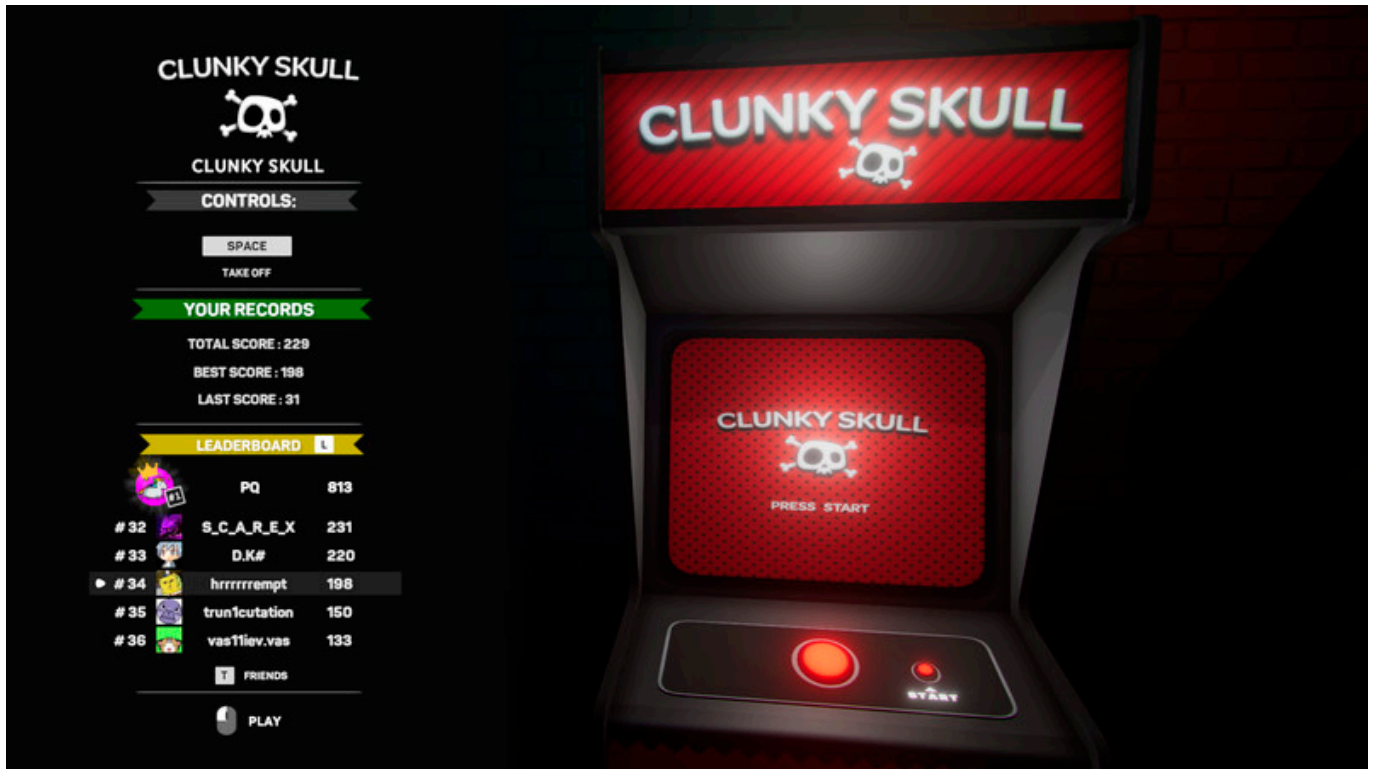 CLUNKY SKULL
CLUNKY SKULL
CONTROLS:
SPACE
TAKE OFF
YOUR RECORDS
TOTAL SCORE : 229
BEST SCORE : 198
LAST SCORE : 31
LEADERBOARD L
#1 PQ 813
#32 S_C_A_R_E_X 231
#33 D.K# 220
#34 hrrrrrrempt 198
#35 trun1cutation 150
#36 vas11iev.vas 133
T FRIENDS
PLAY
CLUNKY SKULL
CLUNKY SKULL
PRESS START
START